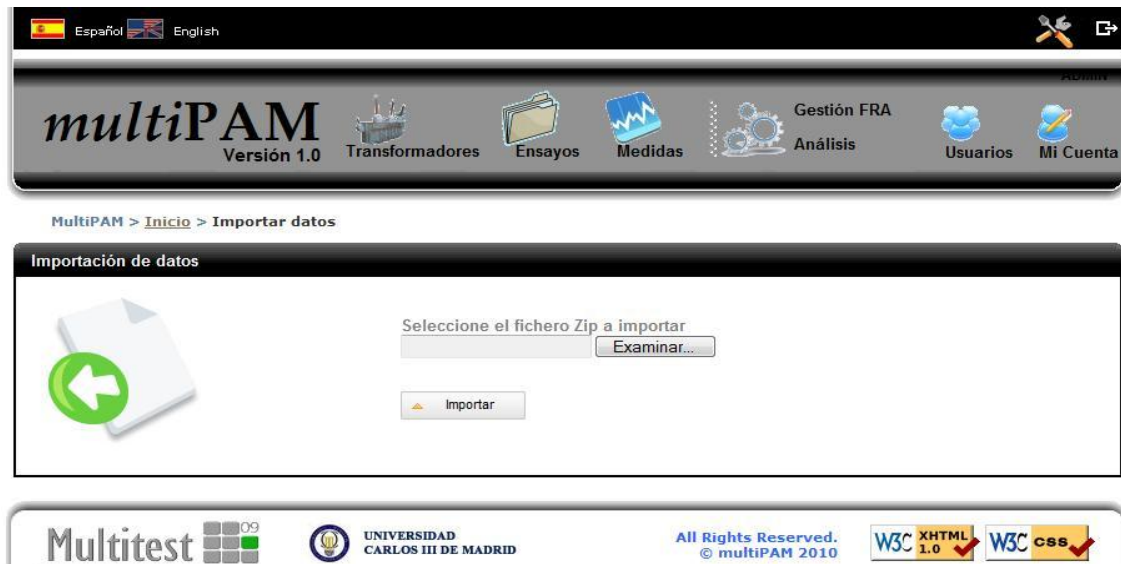 Español English
ADMIN
multiPAM
Versión 1.0
Transformadores
Ensayos
Medidas
Gestión FRA
Análisis
Usuarios
Mi Cuenta
MultiPAM > Inicio > Importar datos
Importación de datos
Seleccione el fichero Zip a importar
Examinar...
Importar
Multitest 09
UNIVERSIDAD
CARLOS III DE MADRID
All Rights Reserved.
© multiPAM 2010
W3C XHTML
1.0
W3C css